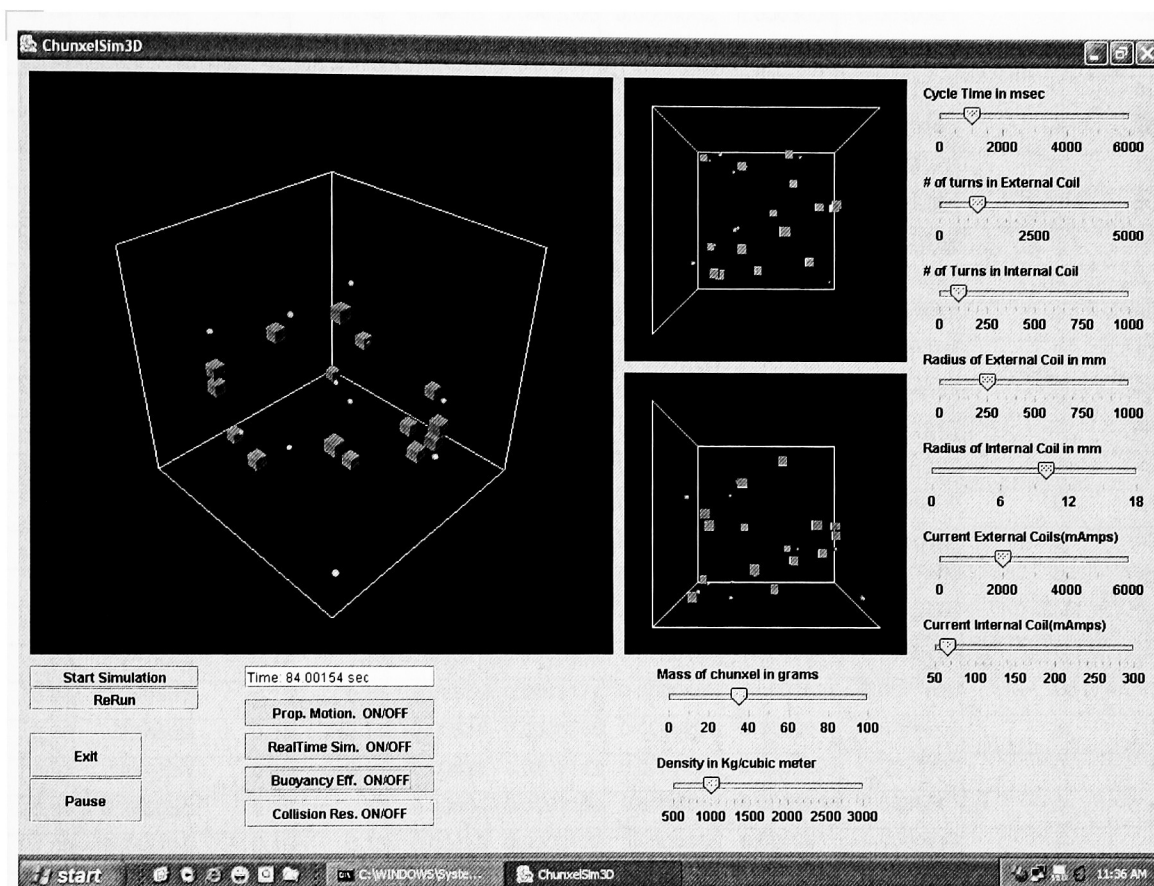 ChunxelSim3D
Cycle Time in msec
0 2000 4000 6000
# of turns in External Coil
0 2500 5000
# of Turns in Internal Coil
0 250 500 750 1000
Radius of External Coil in mm
0 250 500 750 1000
Radius of Internal Coil in mm
0 6 12 18
Current External Coils(mAmps)
0 2000 4000 6000
Current Internal Coil(mAmps)
50 100 150 200 250 300
Start Simulation
ReRun
Exit
Pause
Time: 84.00154 sec
Prop. Motion. ON/OFF
RealTime Sim. ON/OFF
Buoyancy Eff. ON/OFF
Collision Res. ON/OFF
Mass of chunxel in grams
0 20 40 60 80 100
Density in Kg/cubic meter
500 1000 1500 2000 2500 3000
start
C:\WINDOWS\Syste...
ChunxelSim3D
11:36 AM